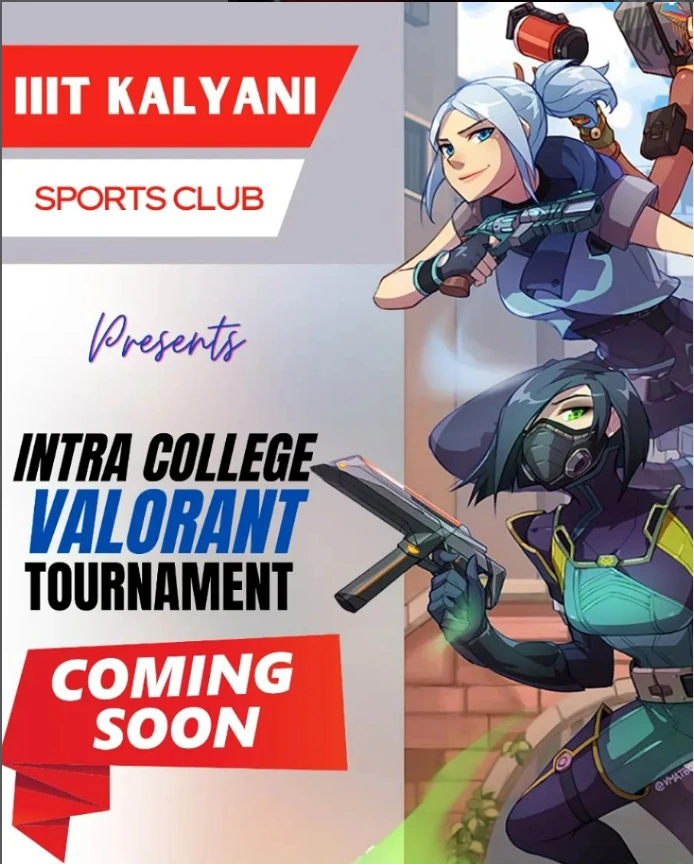 IIIT KALYANI
SPORTS CLUB
Presents
INTRA COLLEGE
VALORANT
TOURNAMENT
COMING
SOON